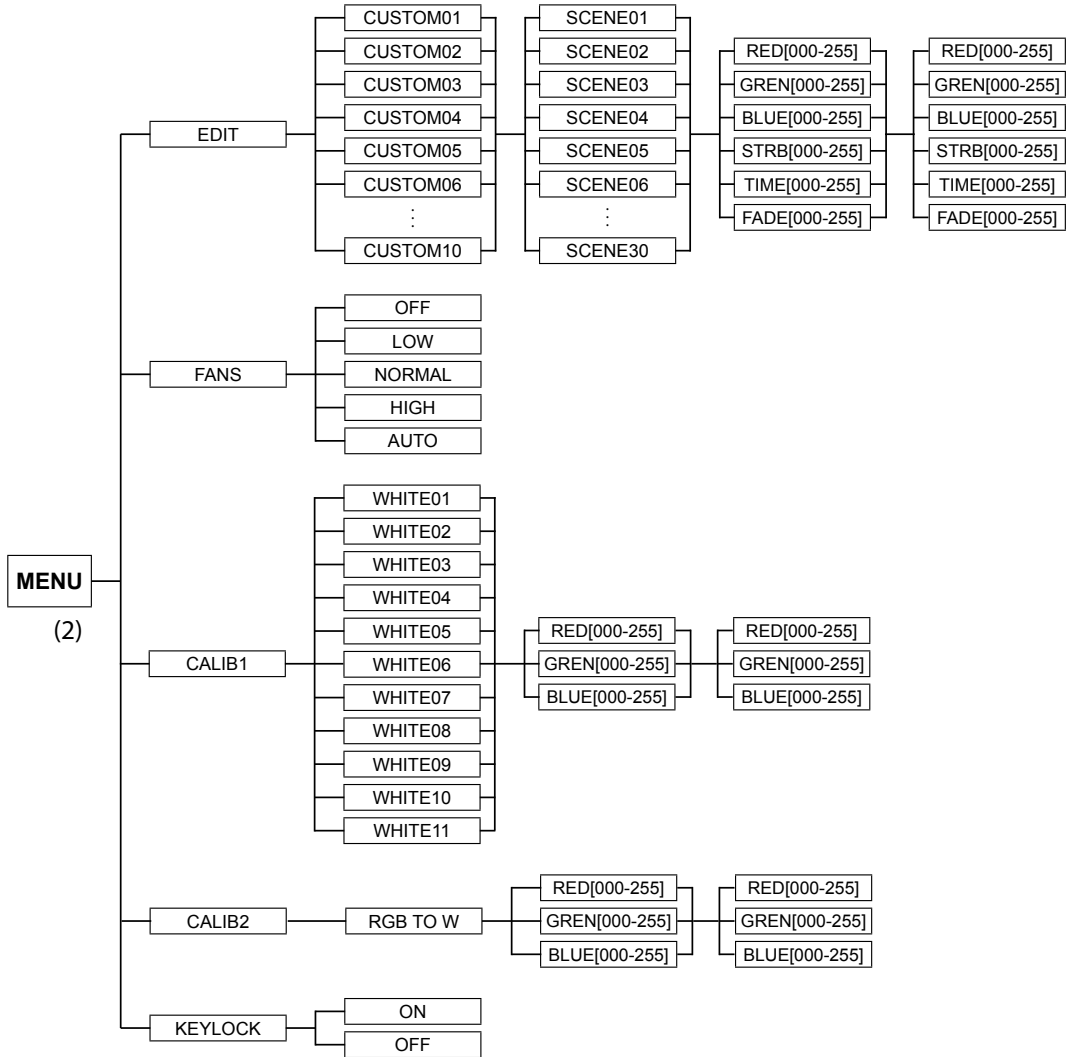 MENU
(2)
EDIT
CUSTOM01
CUSTOM02
CUSTOM03
CUSTOM04
CUSTOM05
CUSTOM06
⋮
CUSTOM10
SCENE01
SCENE02
SCENE03
SCENE04
SCENE05
SCENE06
⋮
SCENE30
RED[000-255]
GREN[000-255]
BLUE[000-255]
STRB[000-255]
TIME[000-255]
FADE[000-255]
RED[000-255]
GREN[000-255]
BLUE[000-255]
STRB[000-255]
TIME[000-255]
FADE[000-255]
FANS
OFF
LOW
NORMAL
HIGH
AUTO
CALIB1
WHITE01
WHITE02
WHITE03
WHITE04
WHITE05
WHITE06
WHITE07
WHITE08
WHITE09
WHITE10
WHITE11
RED[000-255]
GREN[000-255]
BLUE[000-255]
RED[000-255]
GREN[000-255]
BLUE[000-255]
CALIB2
RGB TO W
RED[000-255]
GREN[000-255]
BLUE[000-255]
RED[000-255]
GREN[000-255]
BLUE[000-255]
KEYLOCK
ON
OFF